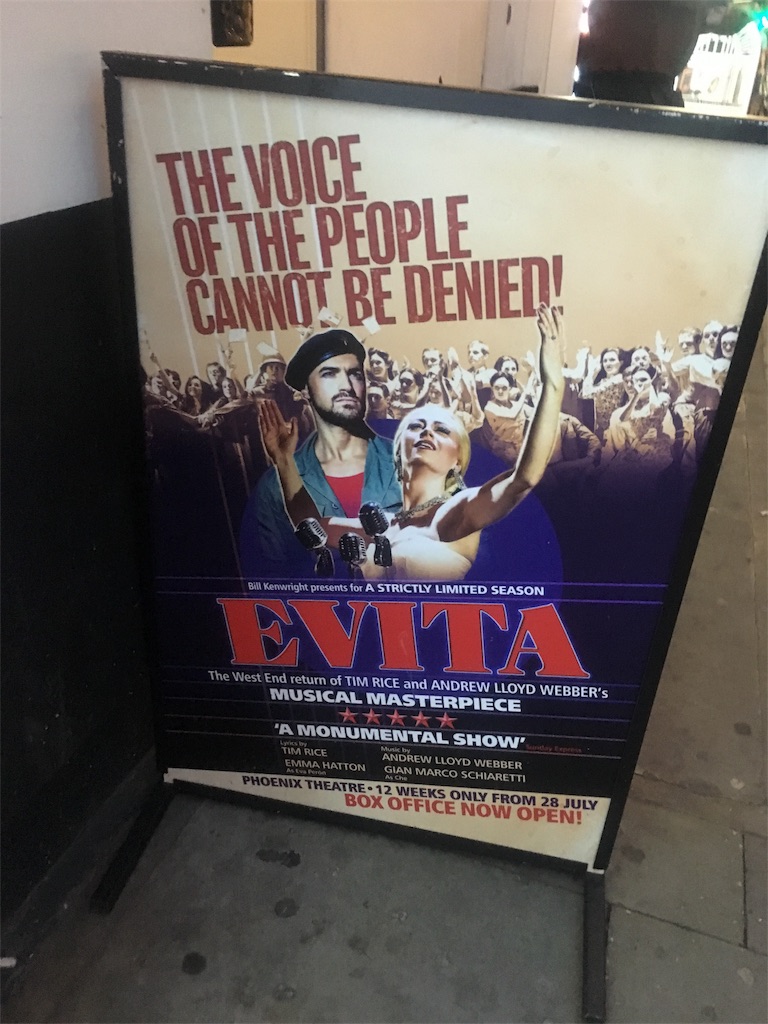 THE VOICE
OF THE PEOPLE
CANNOT BE DENIED!
Bill Kenwright presents for A STRICTLY LIMITED SEASON
EVITA
The West End return of TIM RICE and ANDREW LLOYD WEBBER's
MUSICAL MASTERPIECE
'A MONUMENTAL SHOW' Sunday Express
Lyrics by
TIM RICE
Music by
ANDREW LLOYD WEBBER
EMMA HATTON
As Eva Perón
GIAN MARCO SCHIARETTI
As Che
PHOENIX THEATRE • 12 WEEKS ONLY FROM 28 JULY
BOX OFFICE NOW OPEN!